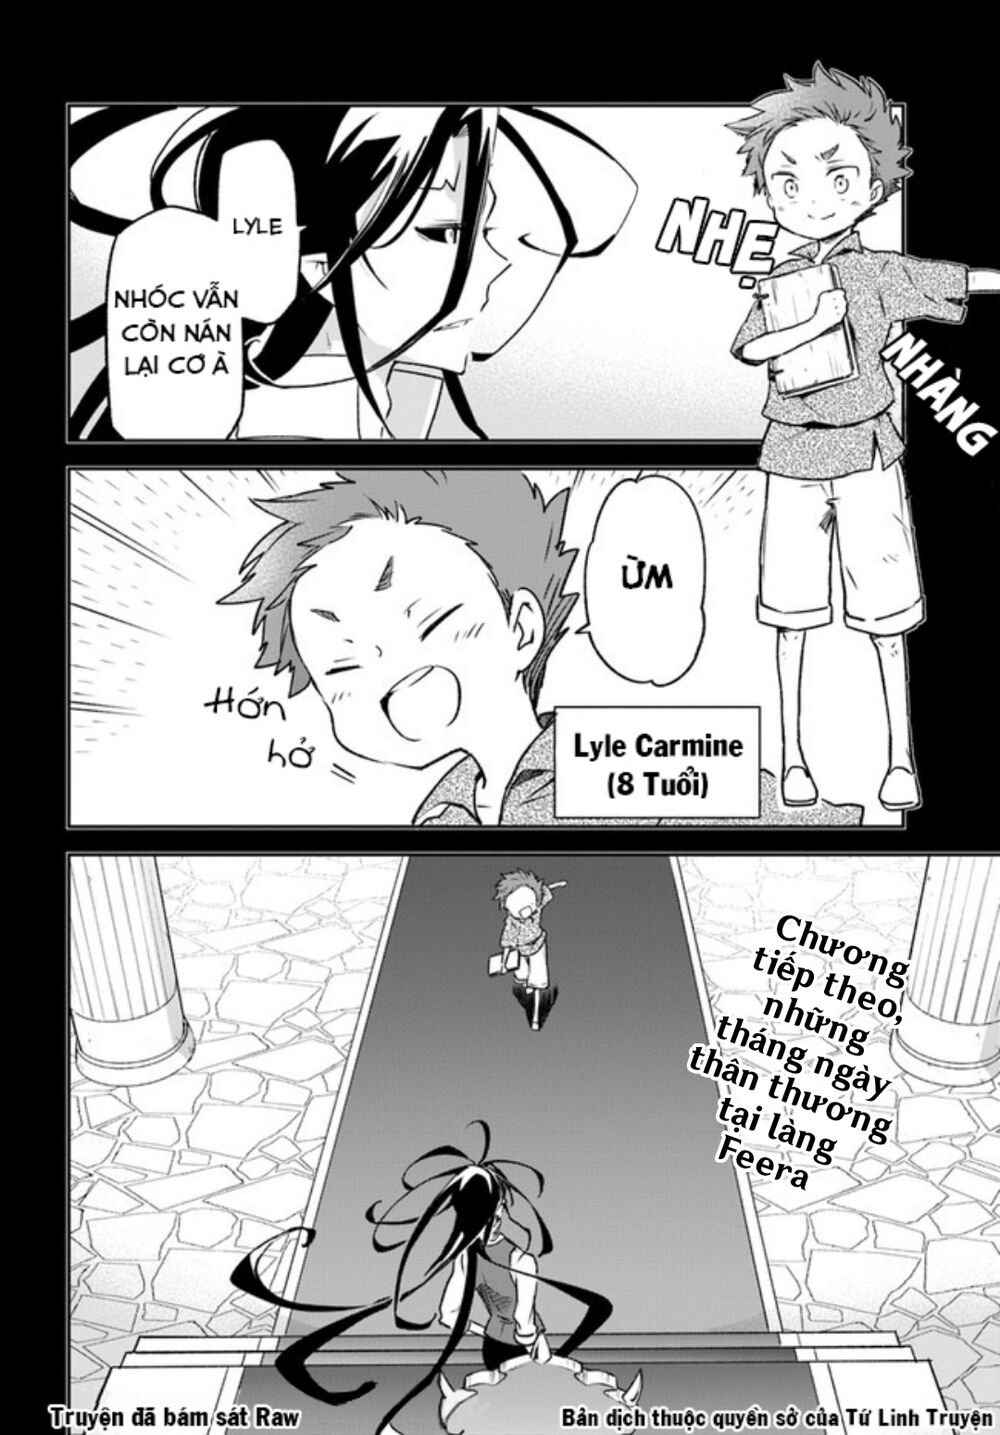 LYLE
NHÓC VẪN
CÒN NÁN
LẠI CƠ À
NHẸ
NHÀNG
ỪM
Hớn
hở
Lyle Carmine
(8 Tuổi)
Chương
tiếp theo,
những
tháng ngày
thân thương
tại làng
Feera
Truyện đã bám sát Raw
Bản dịch thuộc quyền sở của Tứ Linh Truyện